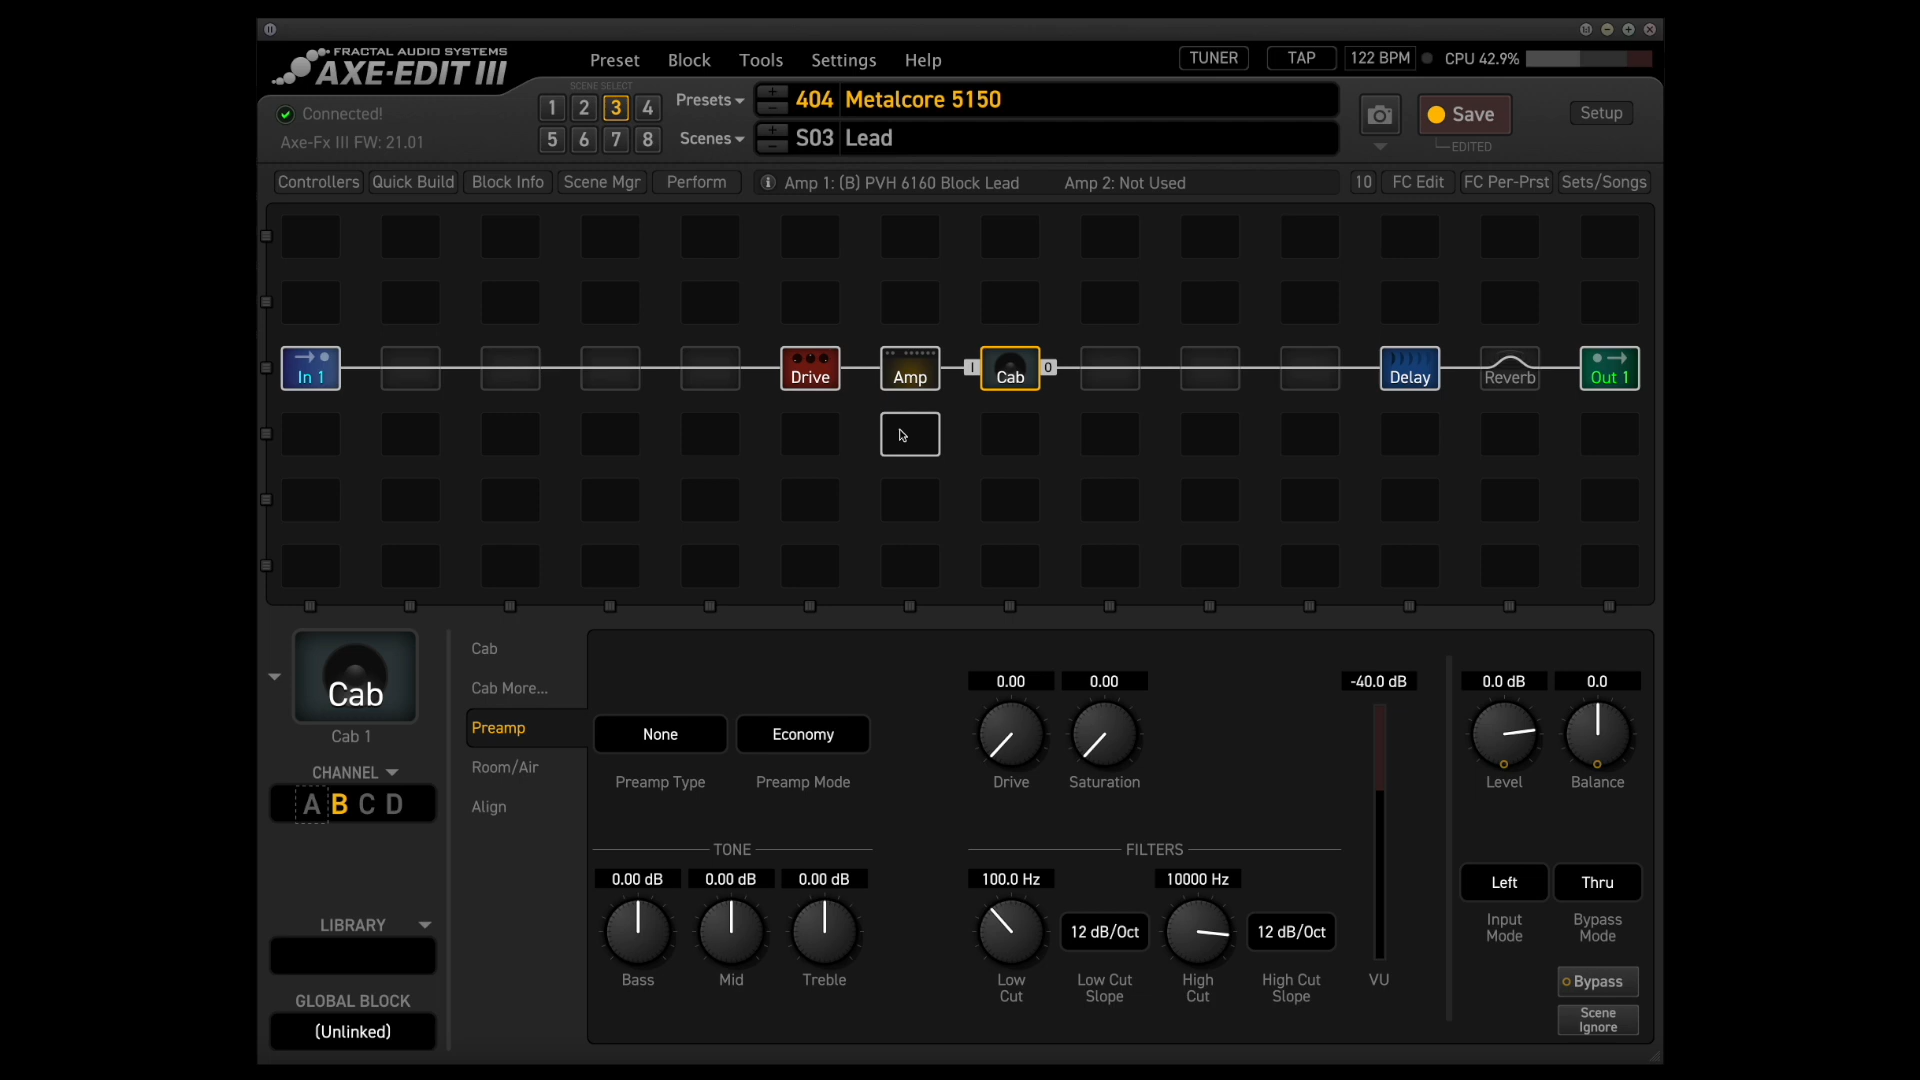 FRACTAL AUDIO SYSTEMS
AXE-EDIT III
Preset Block Tools Settings Help
TUNER TAP 122 BPM CPU 42.9%
Connected!
Axe-Fx III FW: 21.01
SCENE SELECT
1 2 3 4
5 6 7 8
Presets + − 404 Metalcore 5150
Scenes + − S03 Lead
Save
EDITED
Setup
Controllers Quick Build Block Info Scene Mgr Perform Amp 1: (B) PVH 6160 Block Lead Amp 2: Not Used 10 FC Edit FC Per-Prst Sets/Songs
In 1 Drive Amp I Cab O Delay Reverb Out 1
Cab
Cab 1
CHANNEL
A B C D
LIBRARY
GLOBAL BLOCK
(Unlinked)
Cab
Cab More...
Preamp
Room/Air
Align
None Economy
Preamp Type Preamp Mode
0.00 0.00
Drive Saturation
-40.0 dB
VU
TONE
0.00 dB 0.00 dB 0.00 dB
Bass Mid Treble
FILTERS
100.0 Hz 10000 Hz
12 dB/Oct 12 dB/Oct
Low Cut Low Cut Slope High Cut High Cut Slope
0.0 dB 0.0
Level Balance
Left Thru
Input Mode Bypass Mode
Bypass
Scene Ignore